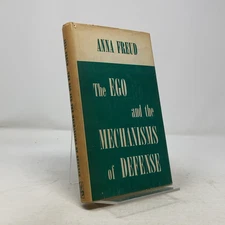 ANNA FREUD
The EGO
and the
MECHANISMS
of DEFENSE